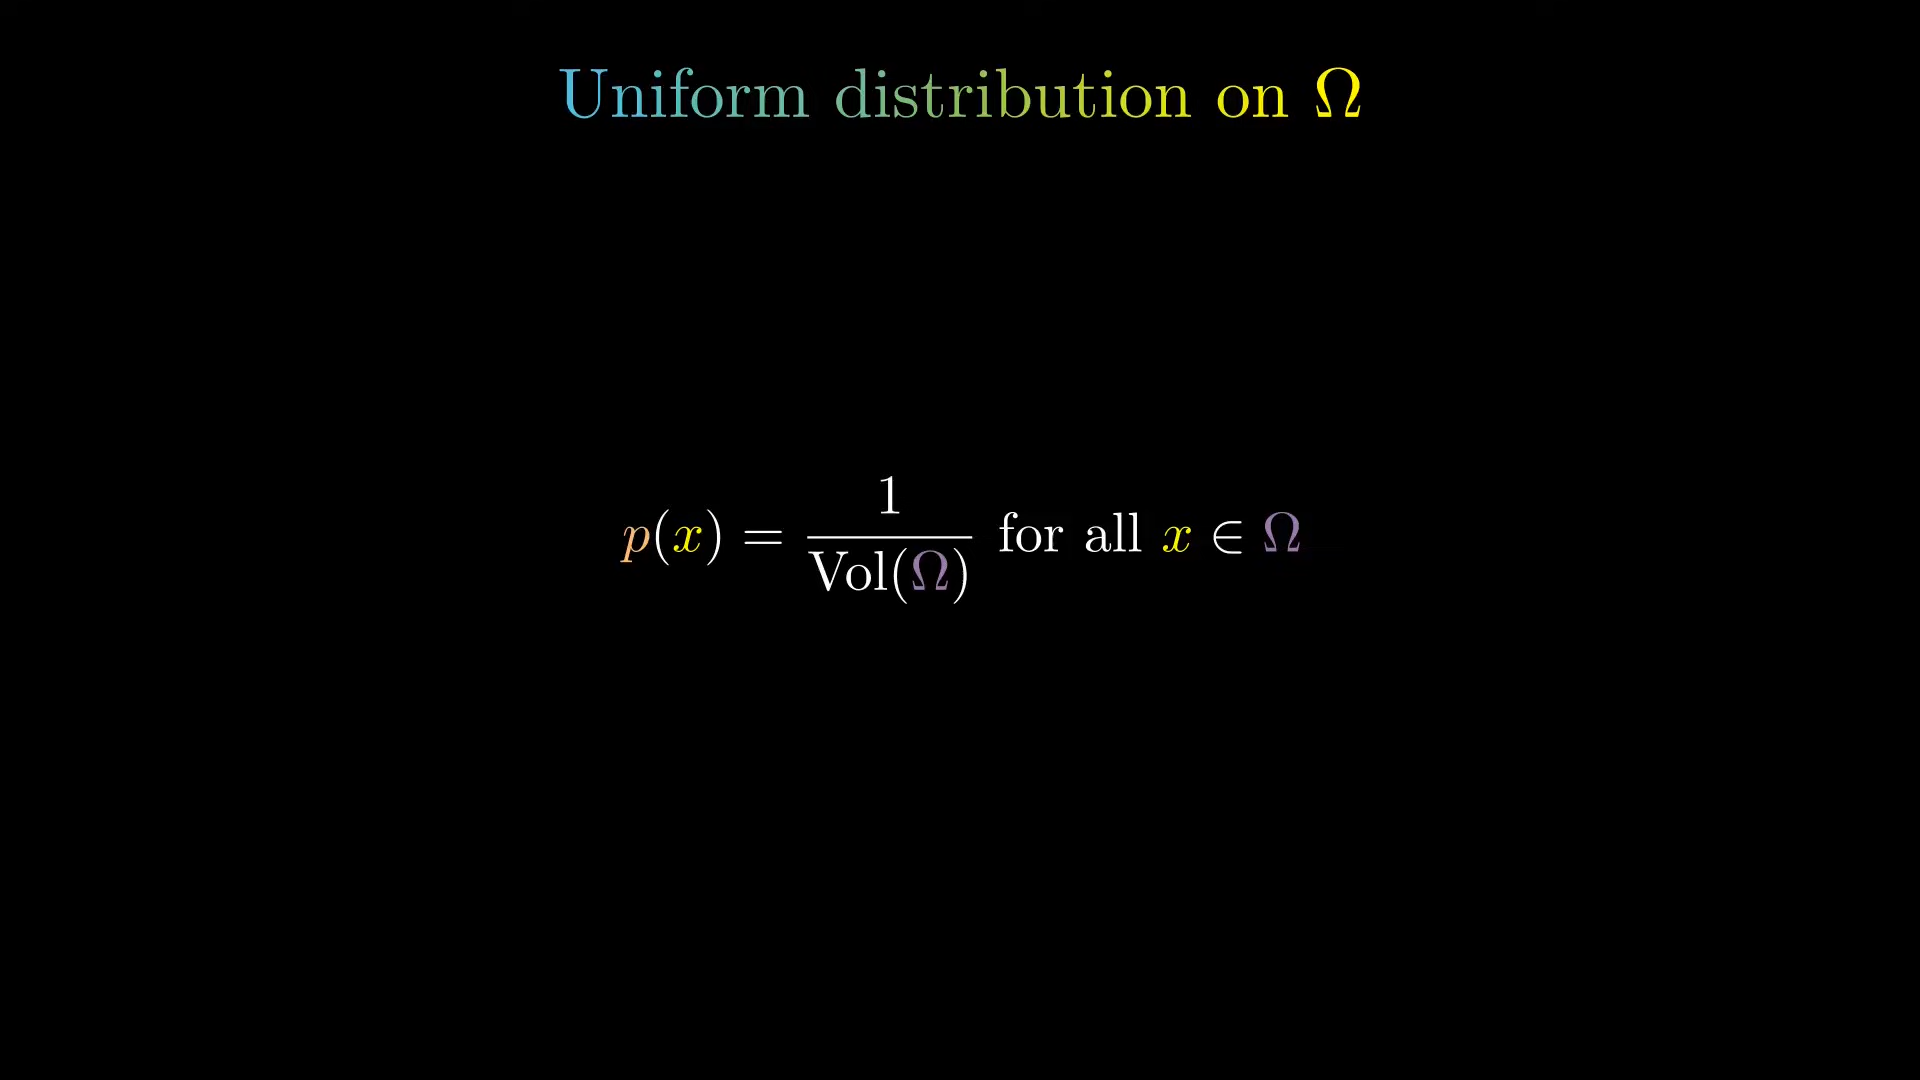 Uniform distribution on Ω
p(x) = 1 / Vol(Ω) for all x ∈ Ω